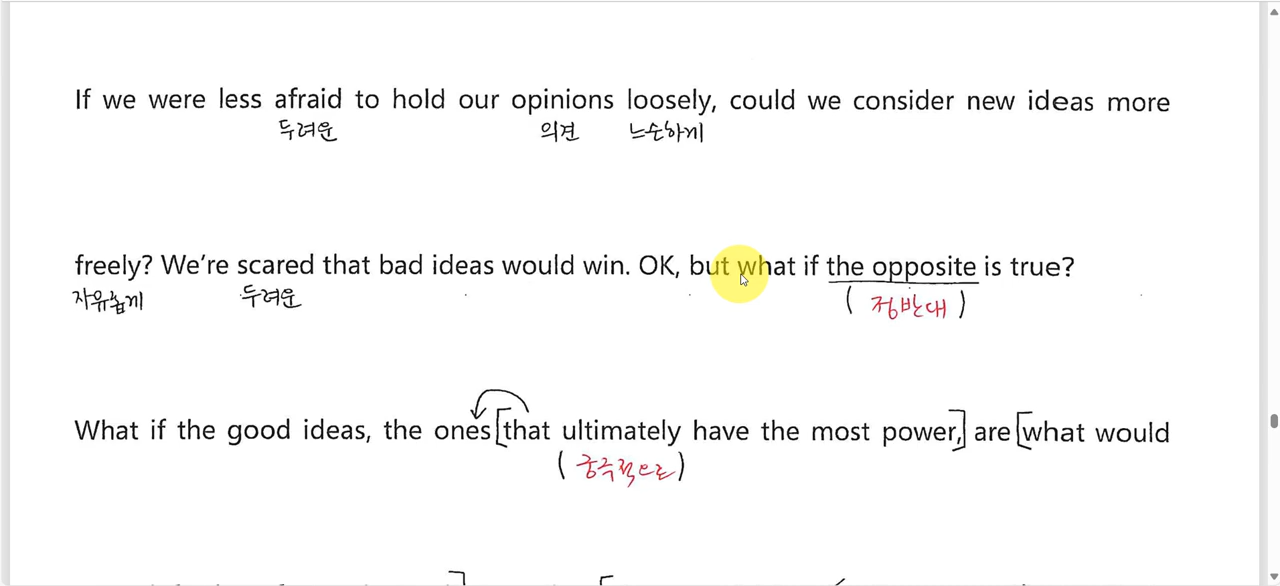 If we were less afraid to hold our opinions loosely, could we consider new ideas more
두려운 의견 느슨하게
freely? We're scared that bad ideas would win. OK, but what if the opposite is true?
자유롭게 두려운 ( 정반대 )
What if the good ideas, the ones [that ultimately have the most power,] are [what would
( 궁극적으로 )